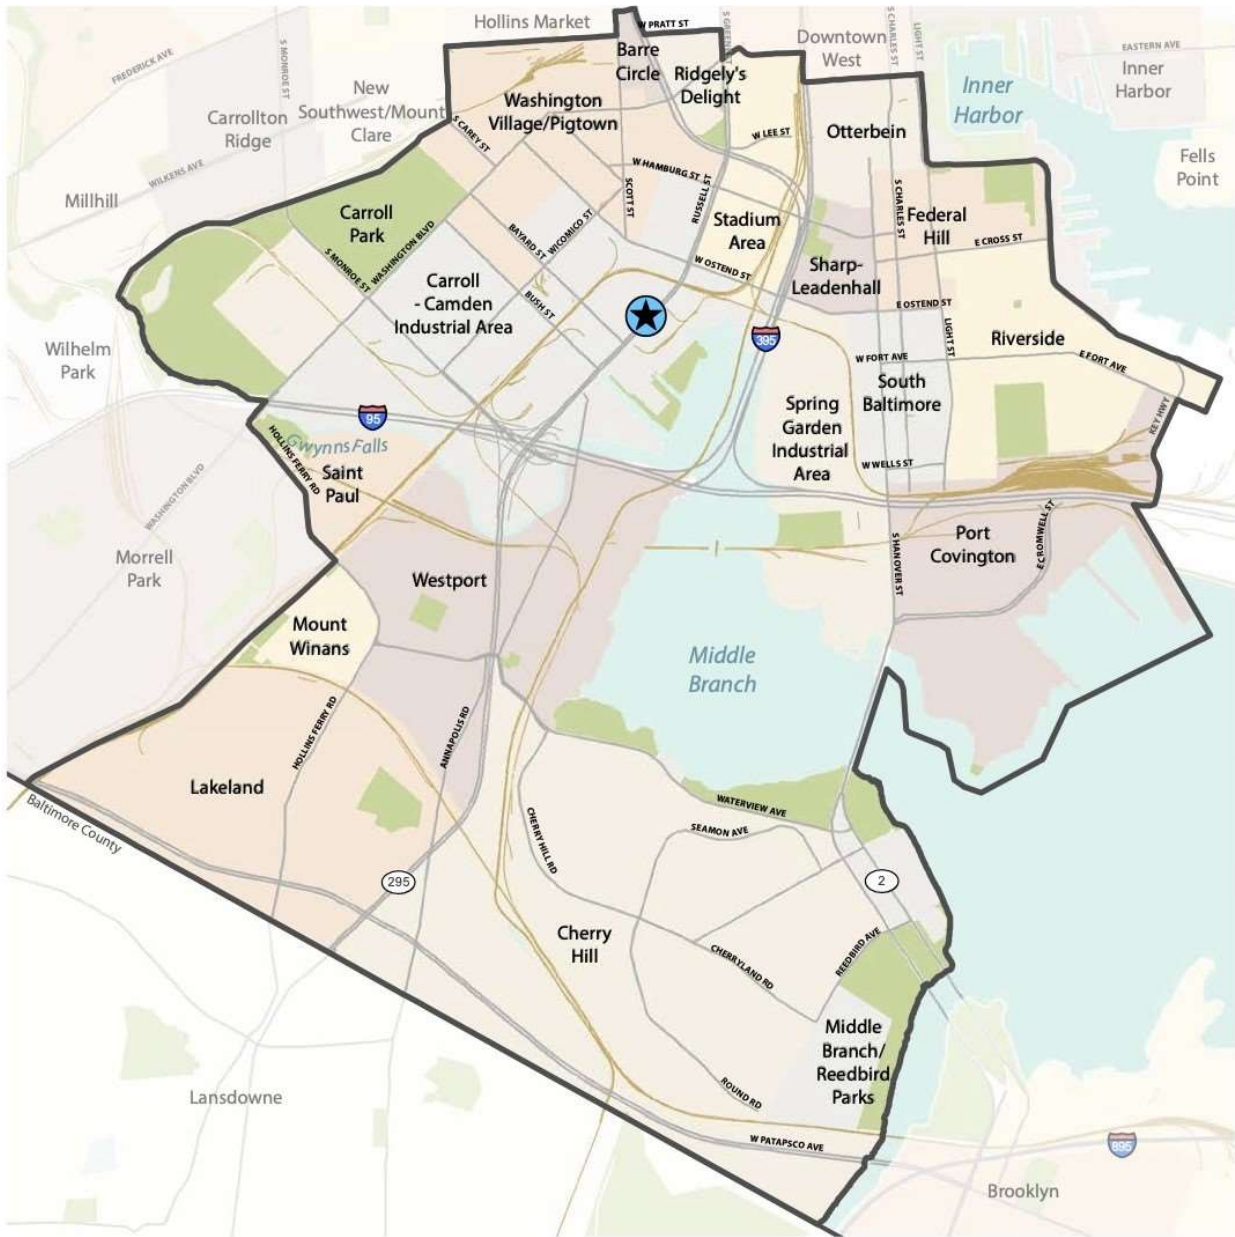 Hollins Market
W PRATT ST
S GREENE ST
Downtown
West
S CHARLES ST
LIGHT ST
EASTERN AVE
Inner
Harbor
Inner
Harbor
FREDERICK AVE
S MONROE ST
New
Southwest/Mount
Clare
Carrollton
Ridge
Barre
Circle
Ridgely's
Delight
Washington
Village/Pigtown
S CAREY ST
W LEE ST
Otterbein
Fells
Point
WILKENS AVE
Millhill
W HAMBURG ST
SCOTT ST
RUSSELL ST
S CHARLES ST
Federal
Hill
E CROSS ST
Carroll
Park
WASHINGTON BLVD
S MONROE ST
BAYARD ST
WICOMICO ST
Stadium
Area
W OSTEND ST
Sharp-
Leadenhall
E OSTEND ST
LIGHT ST
Carroll
- Camden
Industrial Area
BUSH ST
395
Riverside
W FORT AVE
E FORT AVE
Wilhelm
Park
South
Baltimore
95
Spring
Garden
Industrial
Area
KEY HWY
HOLLINS FERRY RD
Gwynns Falls
Saint
Paul
W WELLS ST
WASHINGTON BLVD
Morrell
Park
Westport
S HANOVER ST
Port
Covington
E CROMWELL ST
Mount
Winans
Middle
Branch
HOLLINS FERRY RD
ANNAPOLIS RD
Lakeland
Baltimore County
WATERVIEW AVE
SEAMON AVE
CHERRY HILL RD
295
2
Cherry
Hill
CHERRYLAND RD
REEDBIRD AVE
Middle
Branch/
Reedbird
Parks
ROUND RD
Lansdowne
W PATAPSCO AVE
895
Brooklyn